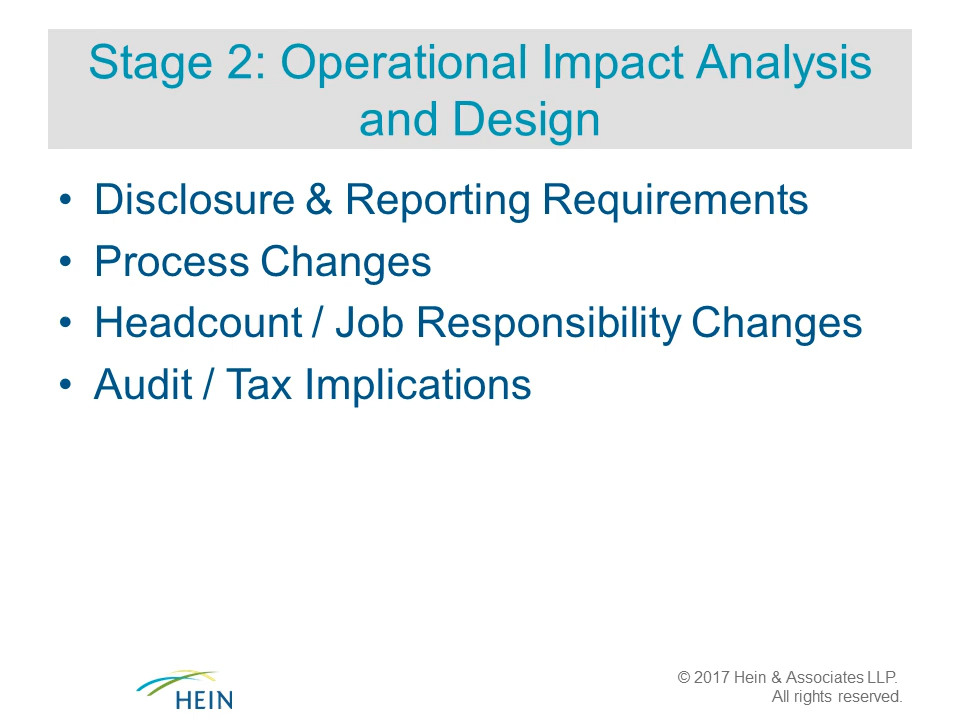 Stage 2: Operational Impact Analysis
and Design
• Disclosure & Reporting Requirements
• Process Changes
• Headcount / Job Responsibility Changes
• Audit / Tax Implications
HEIN
© 2017 Hein & Associates LLP.
All rights reserved.